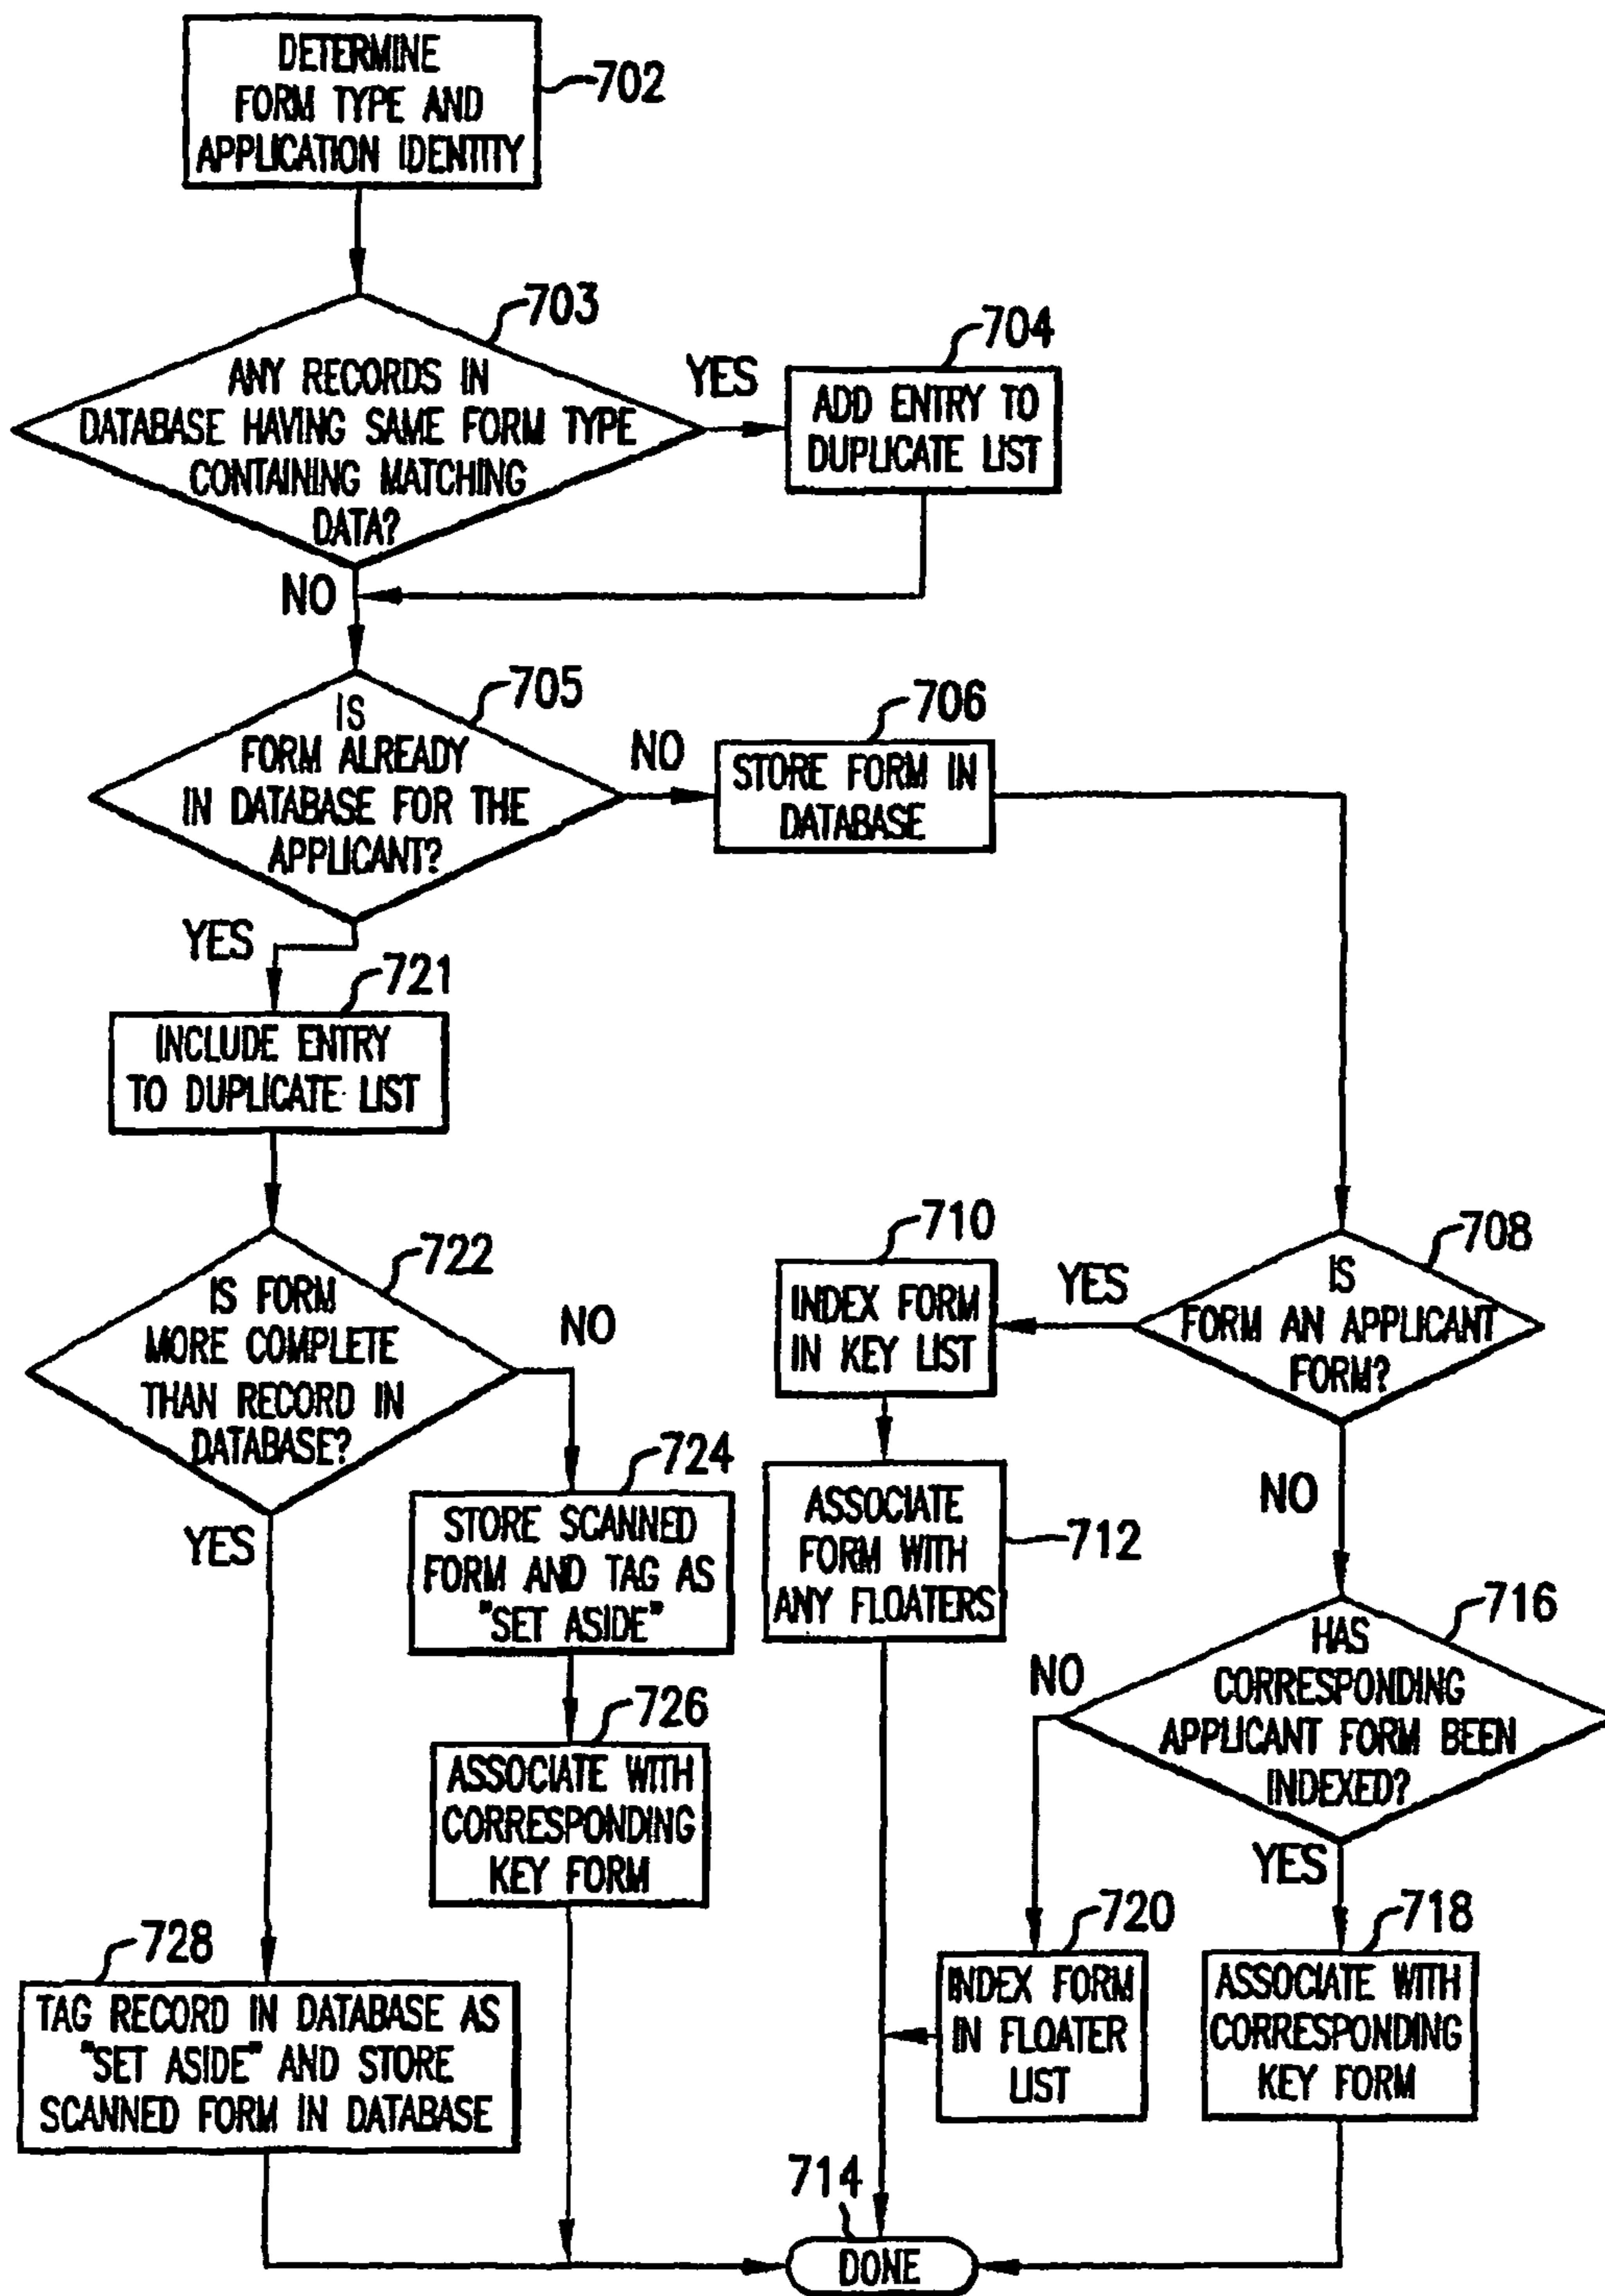 DETERMINE
FORM TYPE AND
APPLICATION IDENTITY
702
703
ANY RECORDS IN
DATABASE HAVING SAME FORM TYPE
CONTAINING MATCHING
DATA?
YES
704
ADD ENTRY TO
DUPLICATE LIST
NO
705
IS
FORM ALREADY
IN DATABASE FOR THE
APPLICANT?
NO
706
STORE FORM IN
DATABASE
YES
721
INCLUDE ENTRY
TO DUPLICATE LIST
722
IS FORM
MORE COMPLETE
THAN RECORD IN
DATABASE?
NO
YES
724
STORE SCANNED
FORM AND TAG AS
"SET ASIDE"
726
ASSOCIATE WITH
CORRESPONDING
KEY FORM
728
TAG RECORD IN DATABASE AS
"SET ASIDE" AND STORE
SCANNED FORM IN DATABASE
708
IS
FORM AN APPLICANT
FORM?
YES
710
INDEX FORM
IN KEY LIST
712
ASSOCIATE
FORM WITH
ANY FLOATERS
NO
716
HAS
CORRESPONDING
APPLICANT FORM BEEN
INDEXED?
NO
YES
720
INDEX FORM
IN FLOATER
LIST
718
ASSOCIATE WITH
CORRESPONDING
KEY FORM
714
DONE